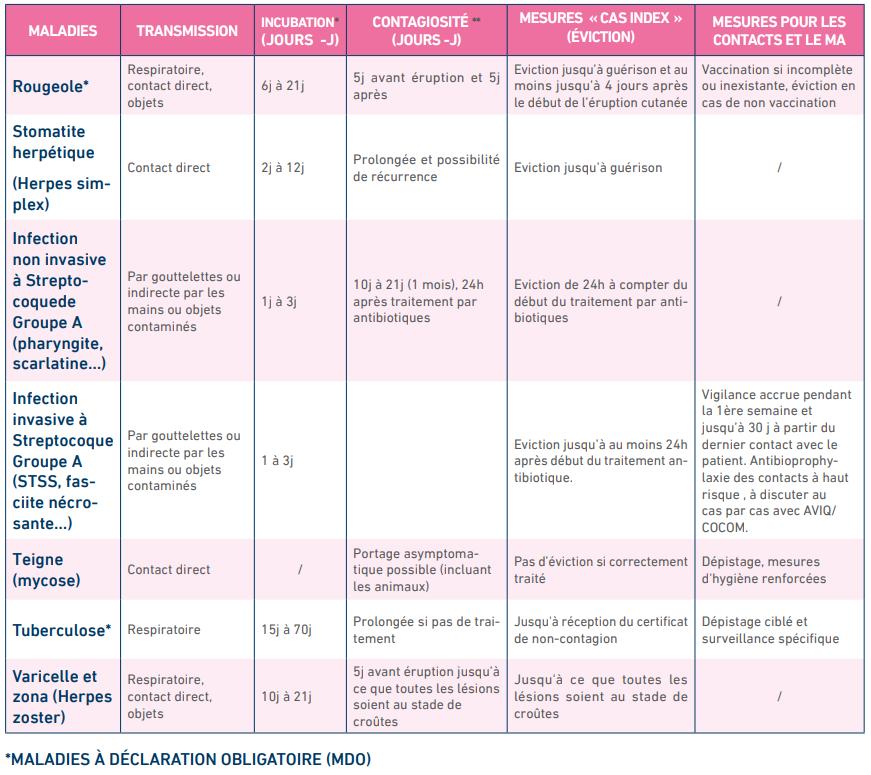 MALADIES
TRANSMISSION
INCUBATION*
(JOURS -J)
CONTAGIOSITÉ **
(JOURS -J)
MESURES « CAS INDEX »
(ÉVICTION)
MESURES POUR LES
CONTACTS ET LE MA
Rougeole*
Respiratoire,
contact direct,
objets
6j à 21j
5j avant éruption et 5j
après
Eviction jusqu'à guérison et au
moins jusqu'à 4 jours après
le début de l'éruption cutanée
Vaccination si incomplète
ou inexistante, éviction en
cas de non vaccination
Stomatite
herpétique
(Herpes sim-
plex)
Contact direct
2j à 12j
Prolongée et possibilité
de récurrence
Eviction jusqu'à guérison
/
Infection
non invasive
à Strepto-
coquede
Groupe A
(pharyngite,
scarlatine...)
Par gouttelettes ou
indirecte par les
mains ou objets
contaminés
1j à 3j
10j à 21j (1 mois), 24h
après traitement par
antibiotiques
Eviction de 24h à compter du
début du traitement par anti-
biotiques
/
Infection
invasive à
Streptocoque
Groupe A
(STSS, fas-
ciite nécro-
sante...)
Par gouttelettes ou
indirecte par les
mains ou objets
contaminés
1 à 3j
Eviction jusqu'à au moins 24h
après début du traitement an-
tibiotique.
Vigilance accrue pendant
la 1ère semaine et
jusqu'à 30 j à partir du
dernier contact avec le
patient. Antibioprophy-
laxie des contacts à haut
risque , à discuter au
cas par cas avec AVIQ/
COCOM.
Teigne
(mycose)
Contact direct
/
Portage asymptoma-
tique possible (incluant
les animaux)
Pas d'éviction si correctement
traité
Dépistage, mesures
d'hygiène renforcées
Tuberculose*
Respiratoire
15j à 70j
Prolongée si pas de trai-
tement
Jusqu'à réception du certificat
de non-contagion
Dépistage ciblé et
surveillance spécifique
Varicelle et
zona (Herpes
zoster)
Respiratoire,
contact direct,
objets
10j à 21j
5j avant éruption jusqu'à
ce que toutes les lésions
soient au stade de
croûtes
Jusqu'à ce que toutes les
lésions soient au stade de
croûtes
/
*MALADIES À DÉCLARATION OBLIGATOIRE (MDO)